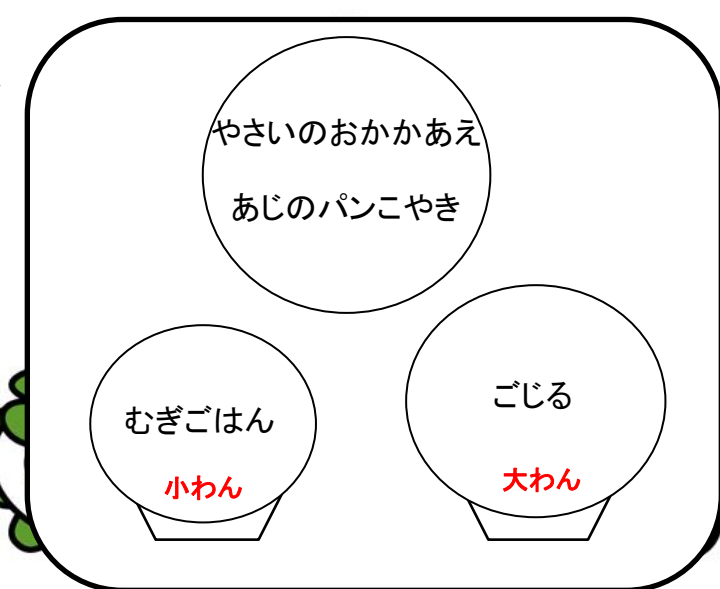 やさいのおかかあえ
あじのパンこやき
むぎごはん
小わん
ごじる
大わん